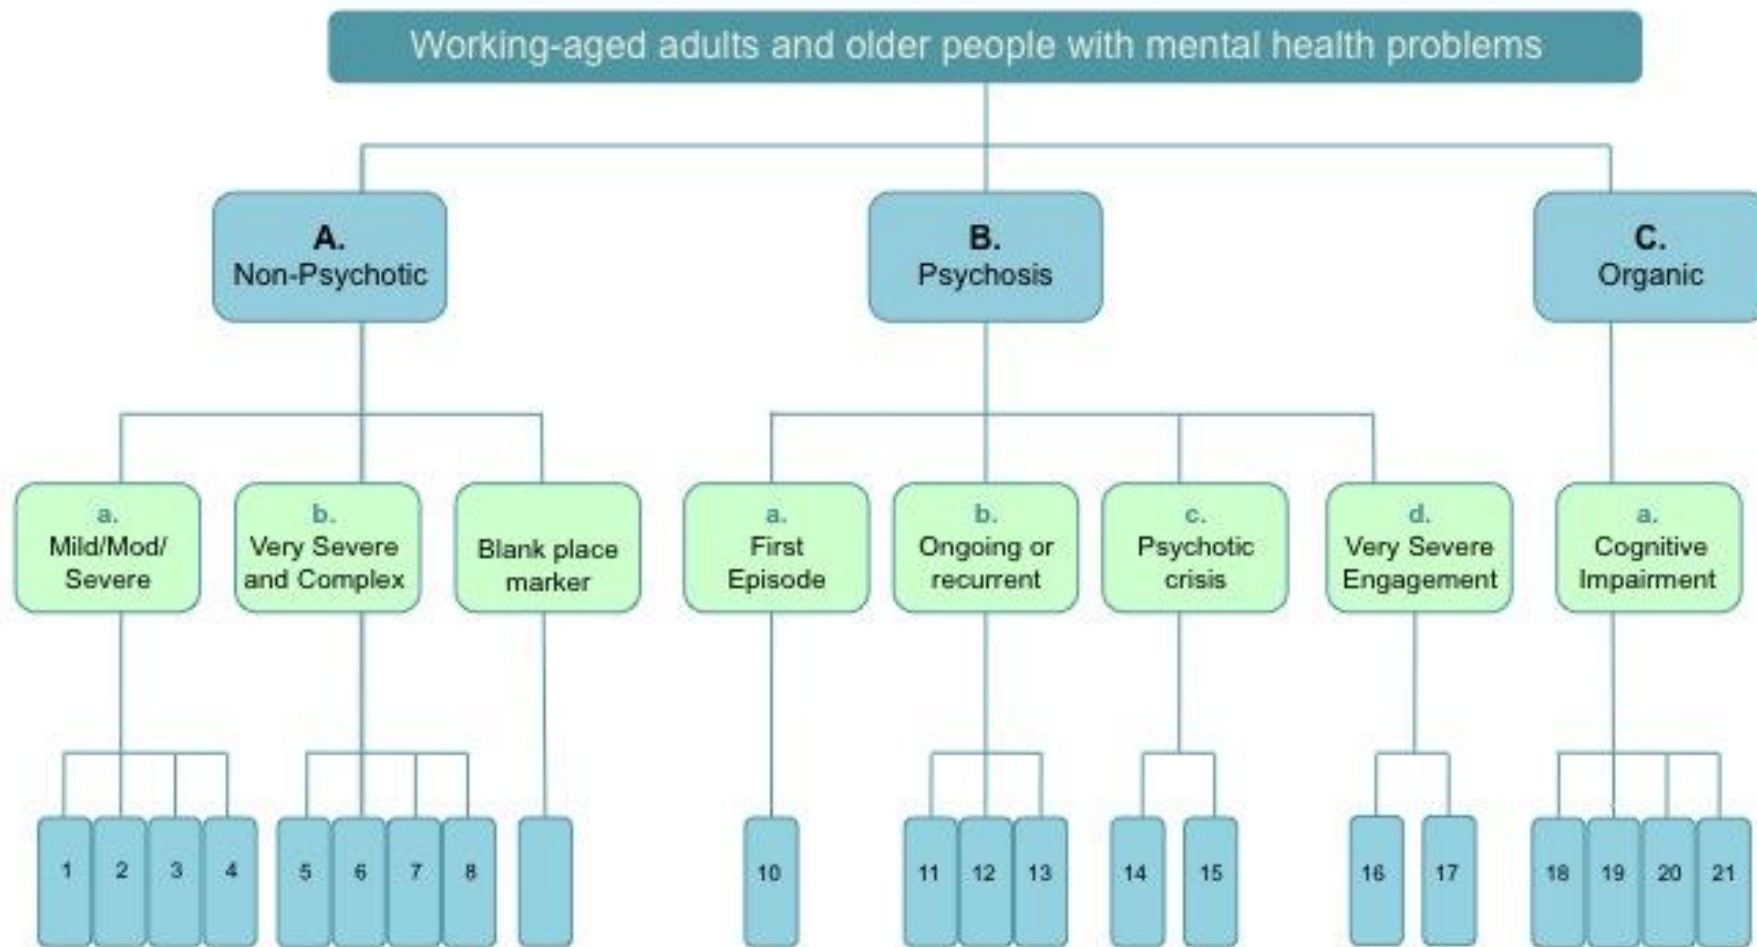 Working-aged adults and older people with mental health problems
A.
Non-Psychotic
B.
Psychosis
C.
Organic
a.
Mild/Mod/
Severe
b.
Very Severe
and Complex
Blank place
marker
a.
First
Episode
b.
Ongoing or
recurrent
c.
Psychotic
crisis
d.
Very Severe
Engagement
a.
Cognitive
Impairment
1
2
3
4
5
6
7
8
10
11
12
13
14
15
16
17
18
19
20
21